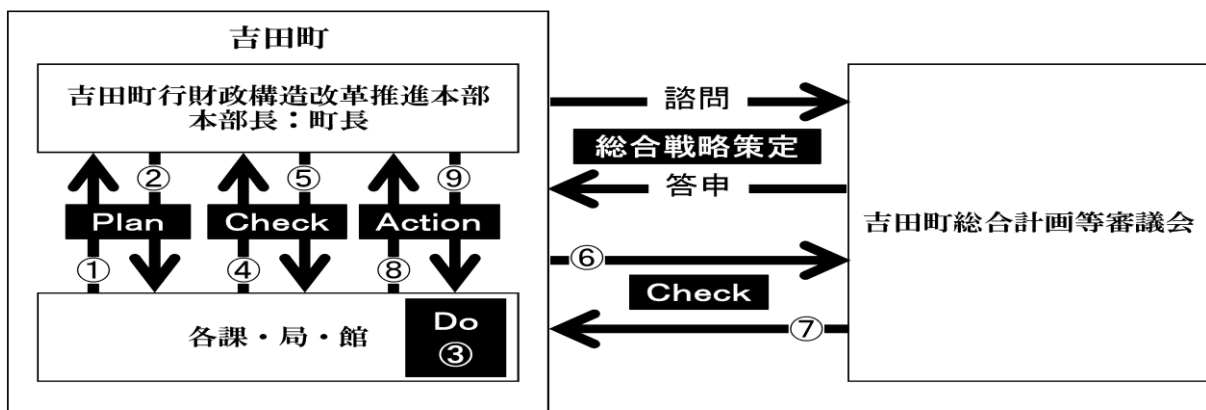 吉田町
吉田町行財政構造改革推進本部
本部長：町長
諮問
総合戦略策定
答申
② ⑤ ⑨
Plan Check Action
① ④ ⑧
吉田町総合計画等審議会
⑥
Check
⑦
各課・局・館
Do
③